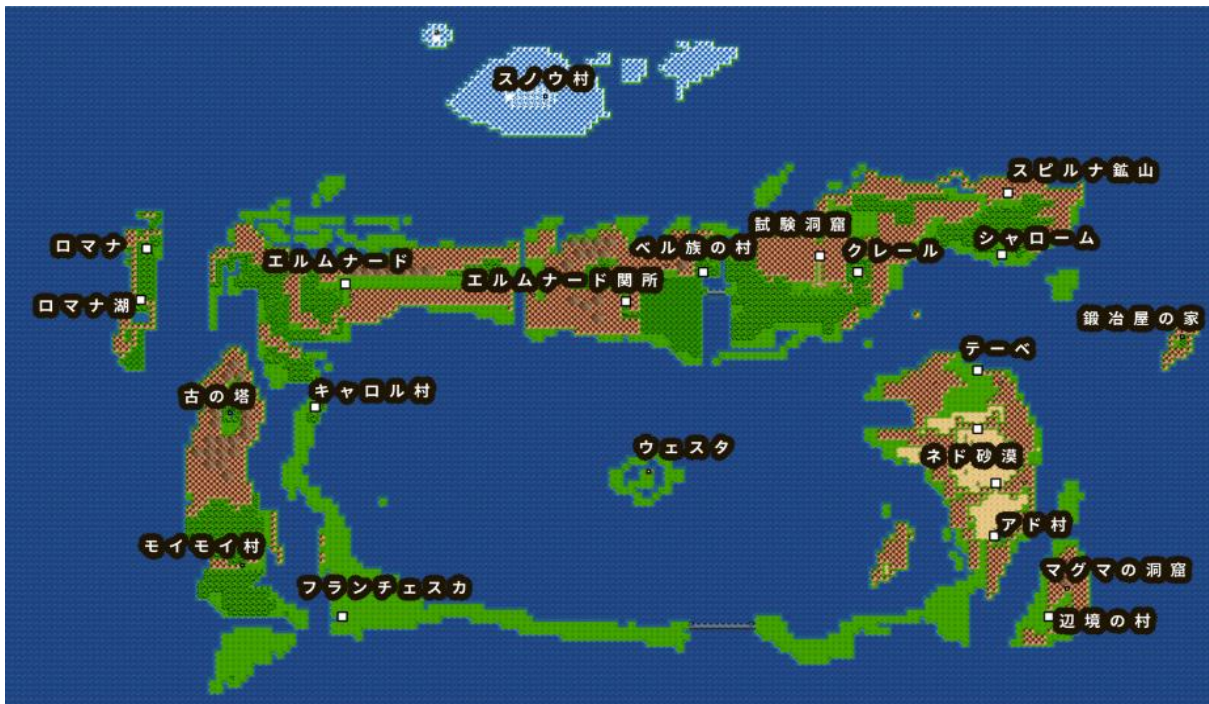 スノウ村
スピルナ鉱山
試験洞窟
シャローム
ロマナ
ベル族の村
クレール
エルムナード
エルムナード関所
ロマナ湖
鍛冶屋の家
テーベ
古の塔
キャロル村
ウェスタ
ネド砂漠
アド村
モイモイ村
マグマの洞窟
フランチェスカ
辺境の村